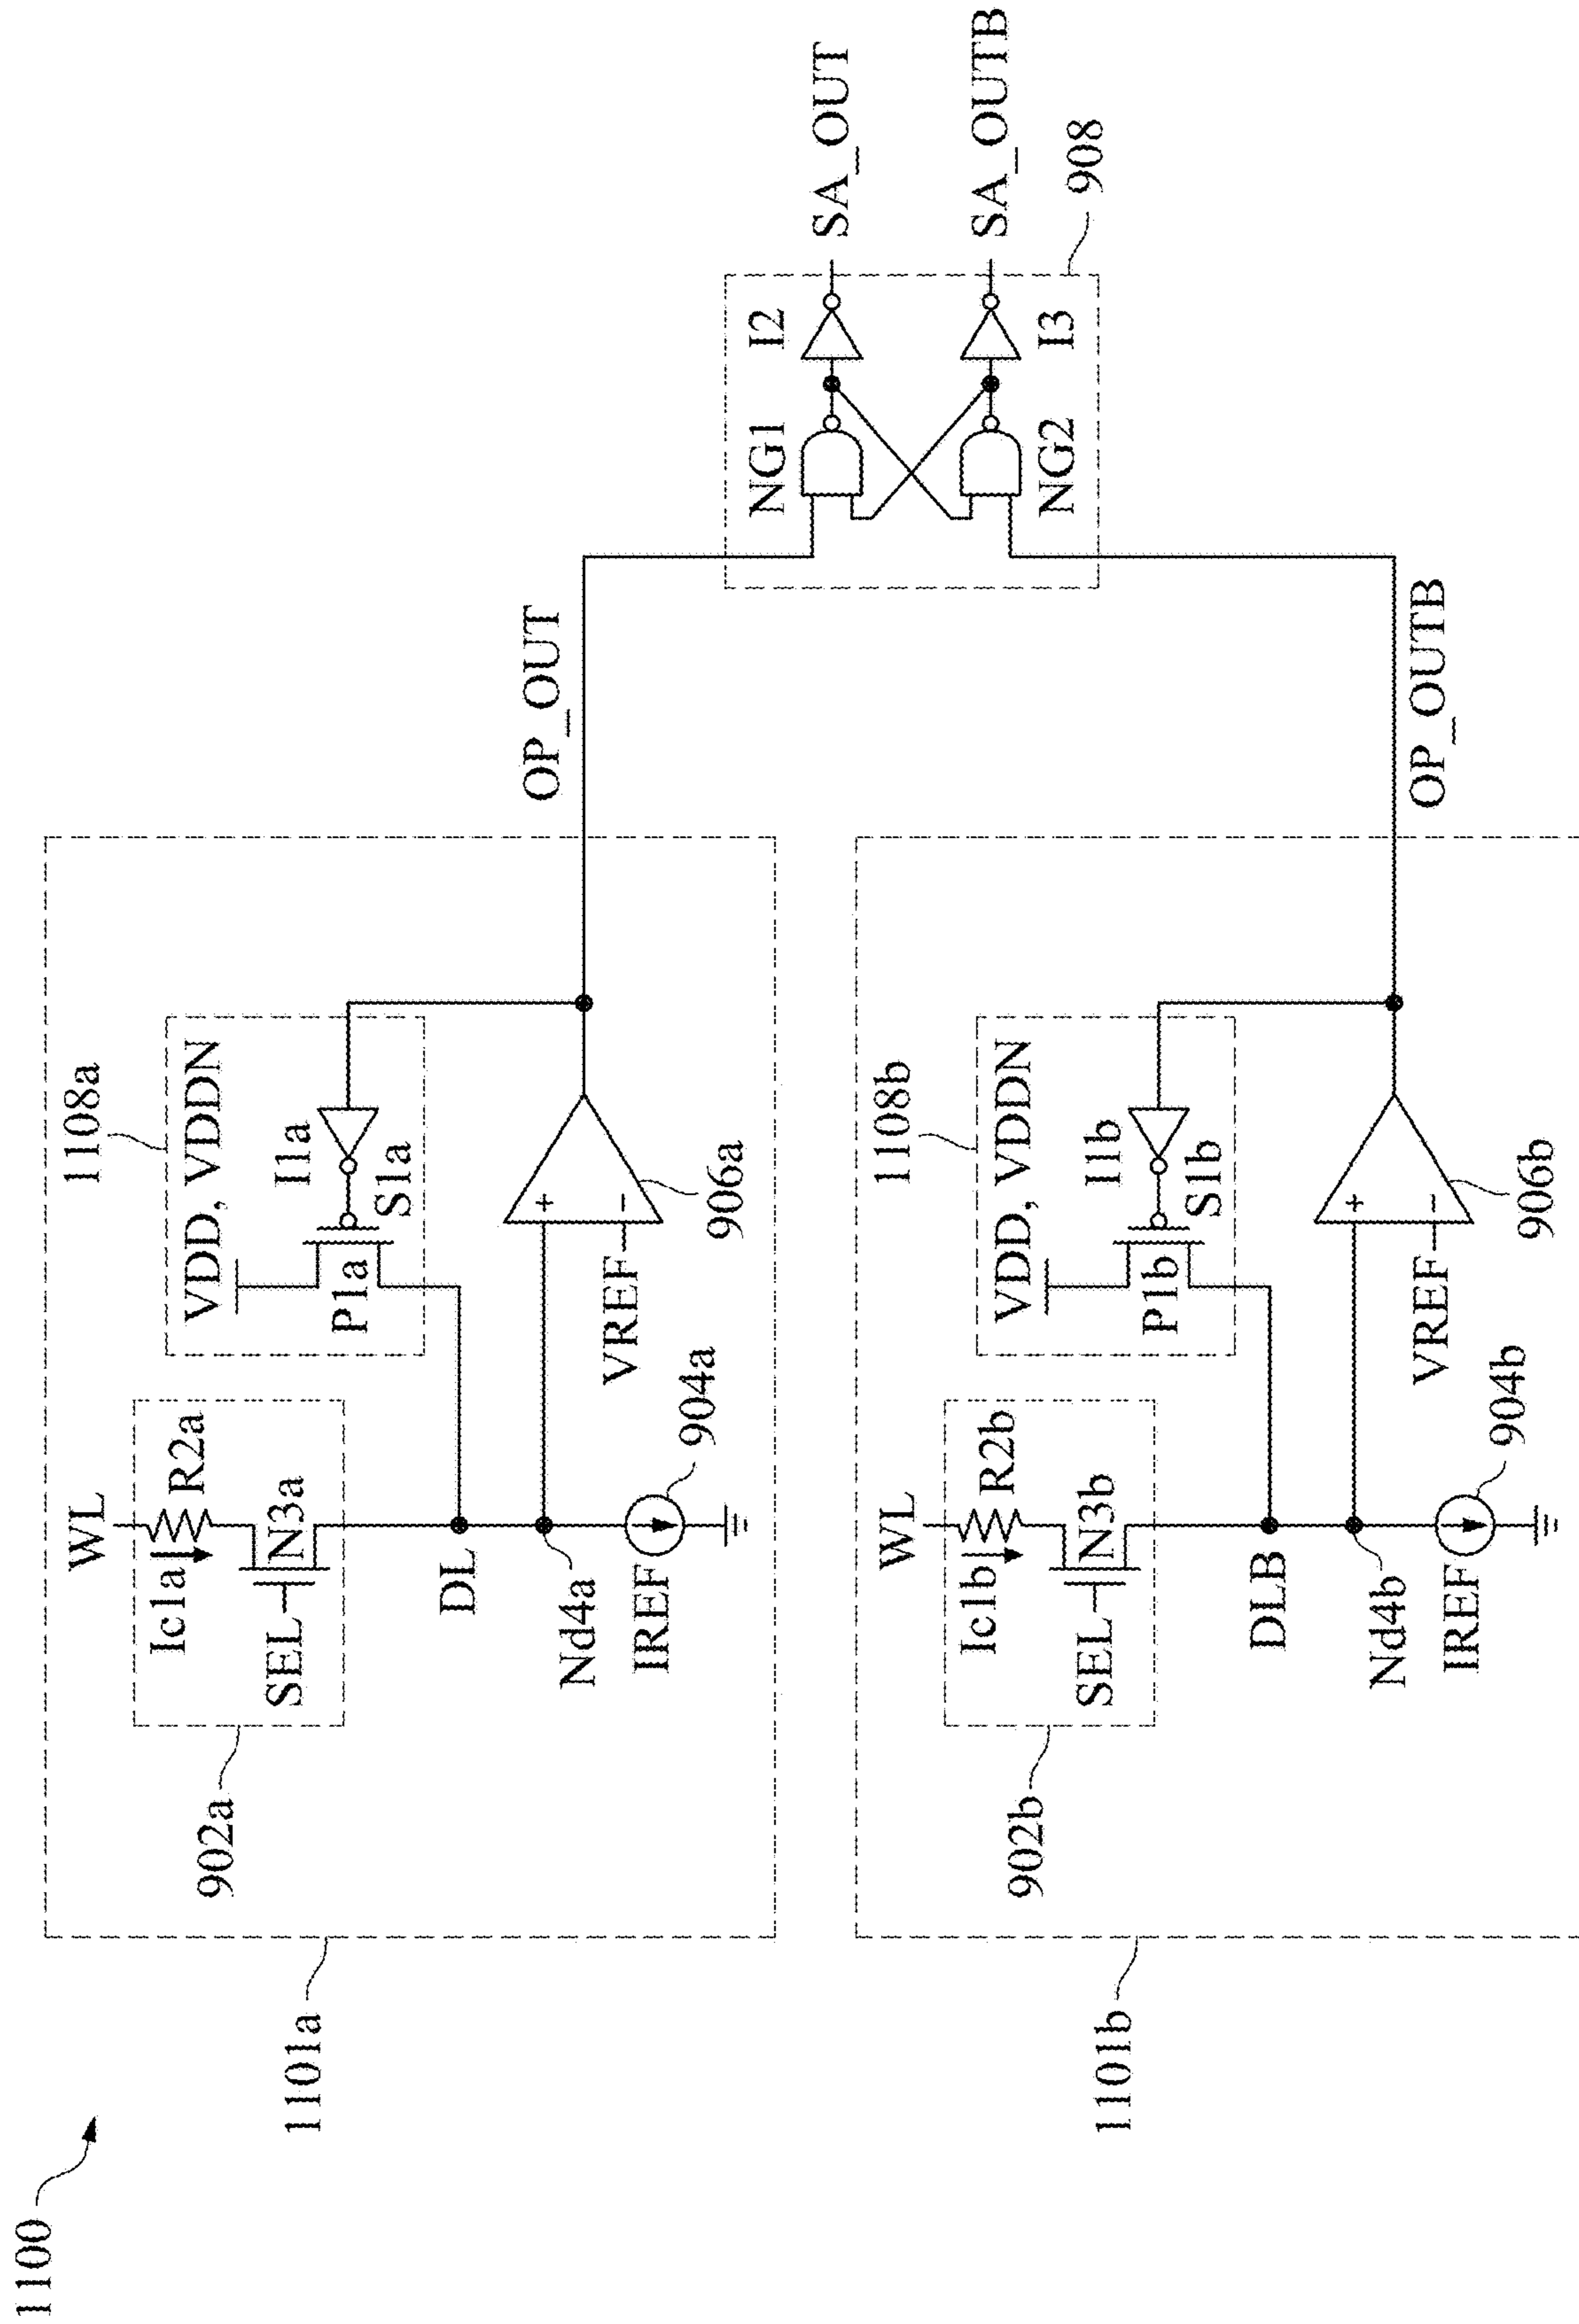 1100
1101a
902a
WL
Ic1a
R2a
SEL
N3a
DL
Nd4a
IREF
904a
1108a
VDD, VDDN
P1a
I1a
S1a
+
−
VREF
906a
OP_OUT
1101b
902b
WL
Ic1b
R2b
SEL
N3b
DLB
Nd4b
IREF
904b
1108b
VDD, VDDN
P1b
I1b
S1b
+
−
VREF
906b
OP_OUTB
NG1
I2
NG2
I3
SA_OUT
SA_OUTB
908